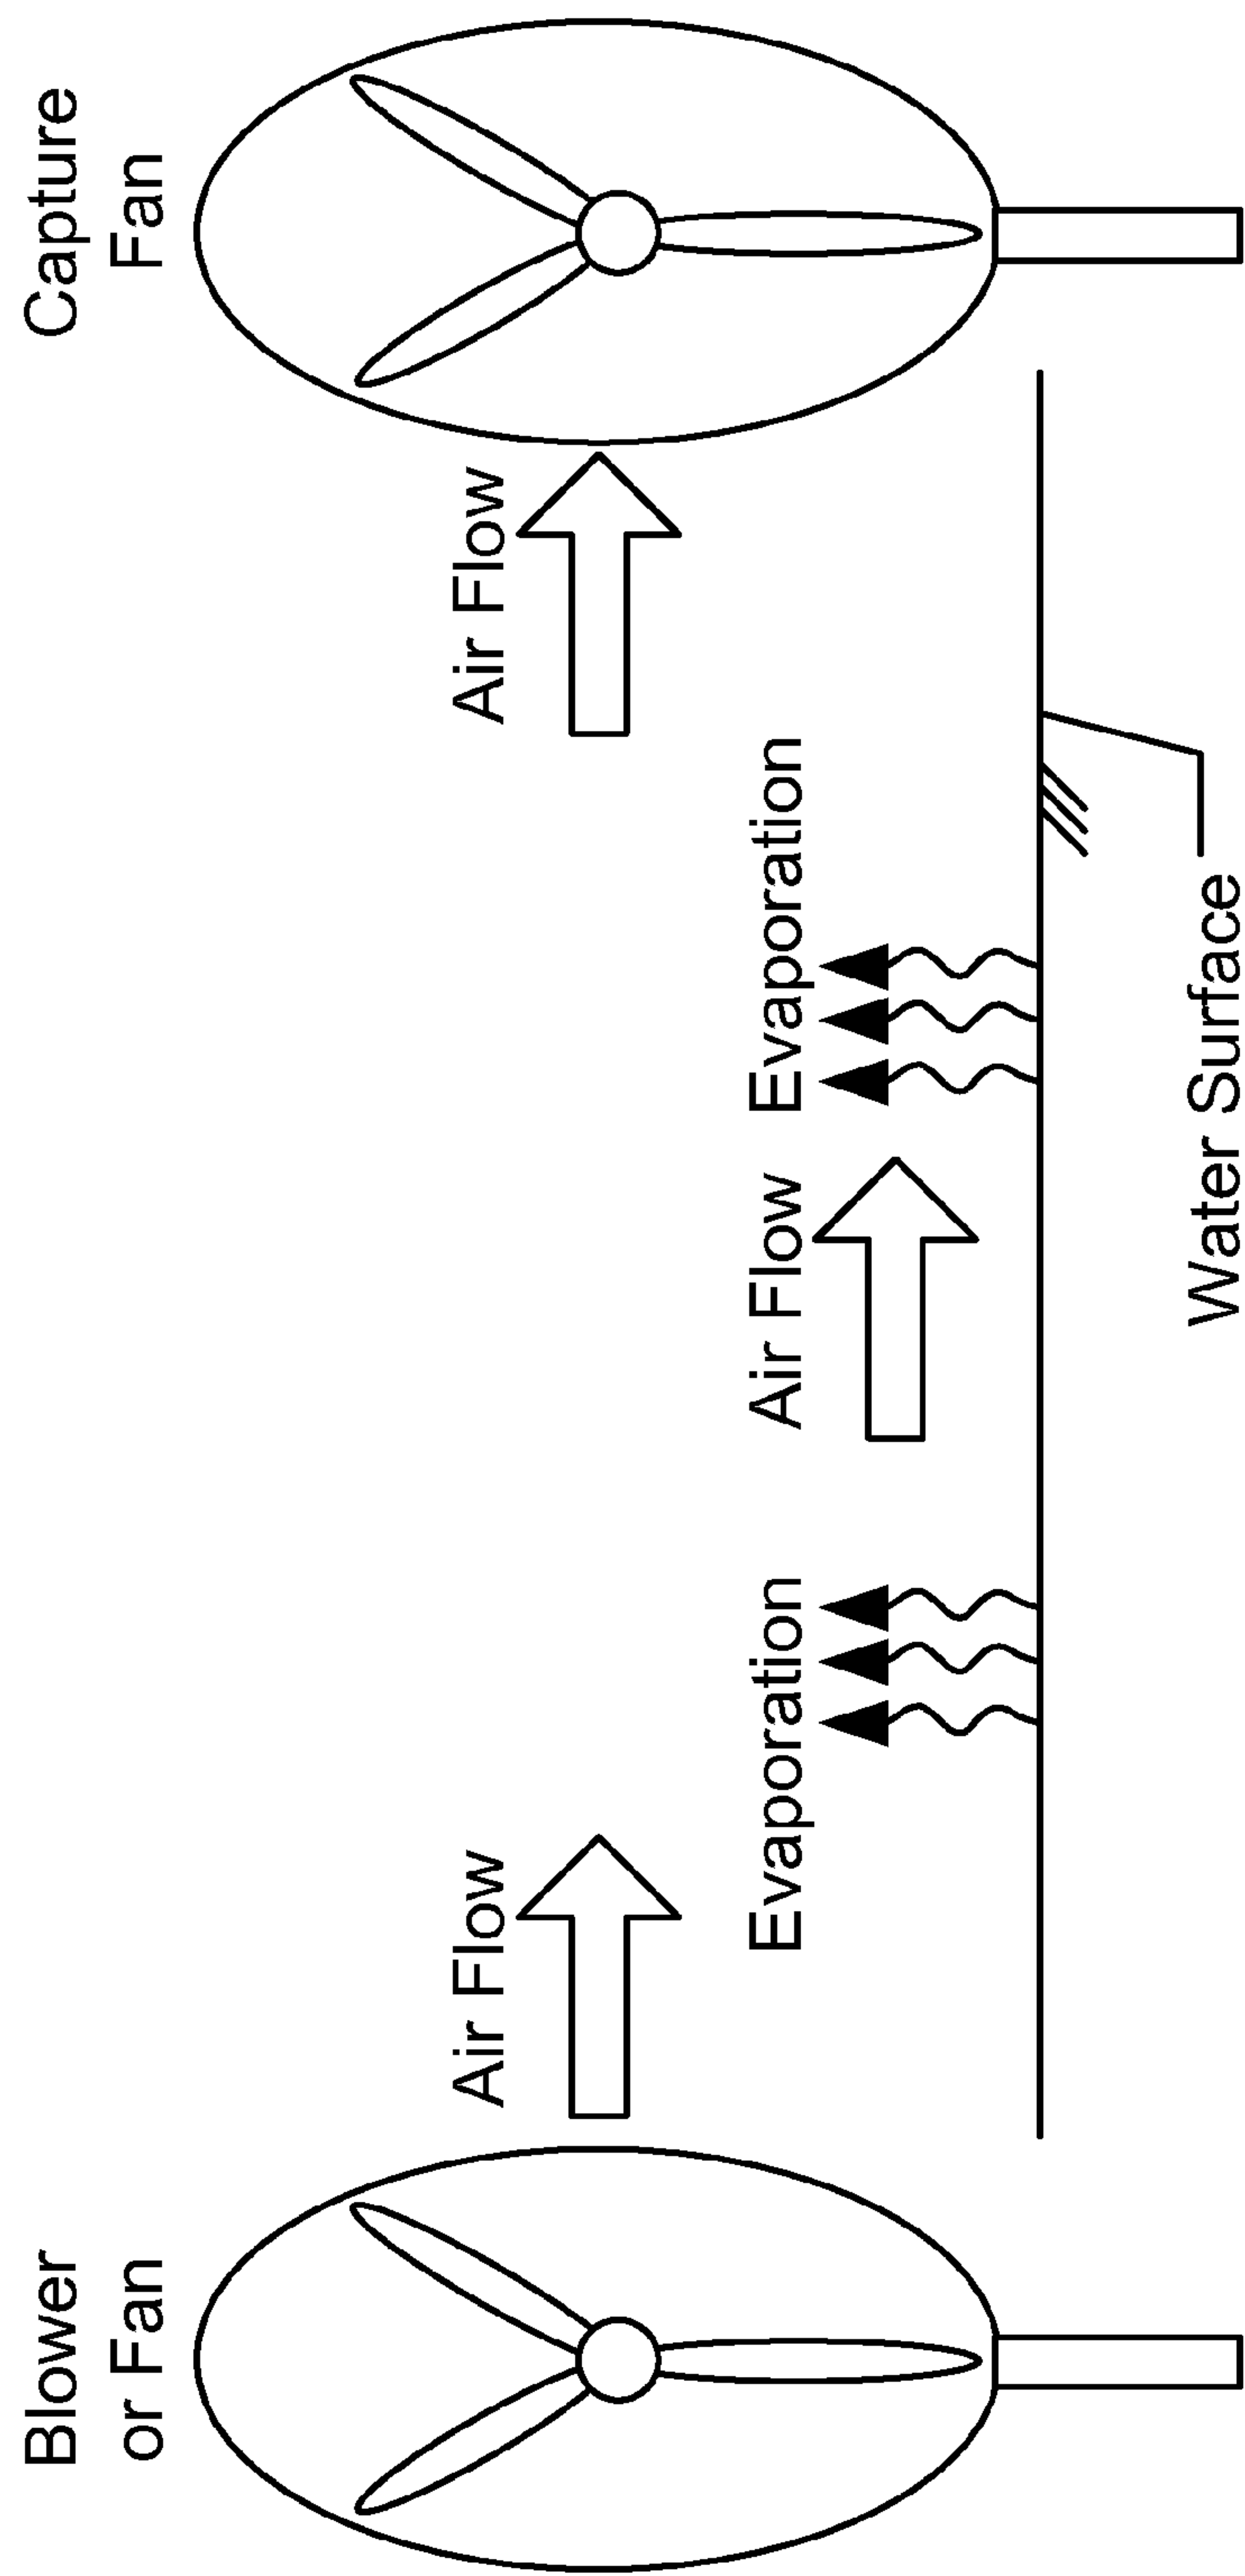 Blower
or Fan
Capture
Fan
Air Flow
Air Flow
Evaporation
Air Flow
Evaporation
Water Surface